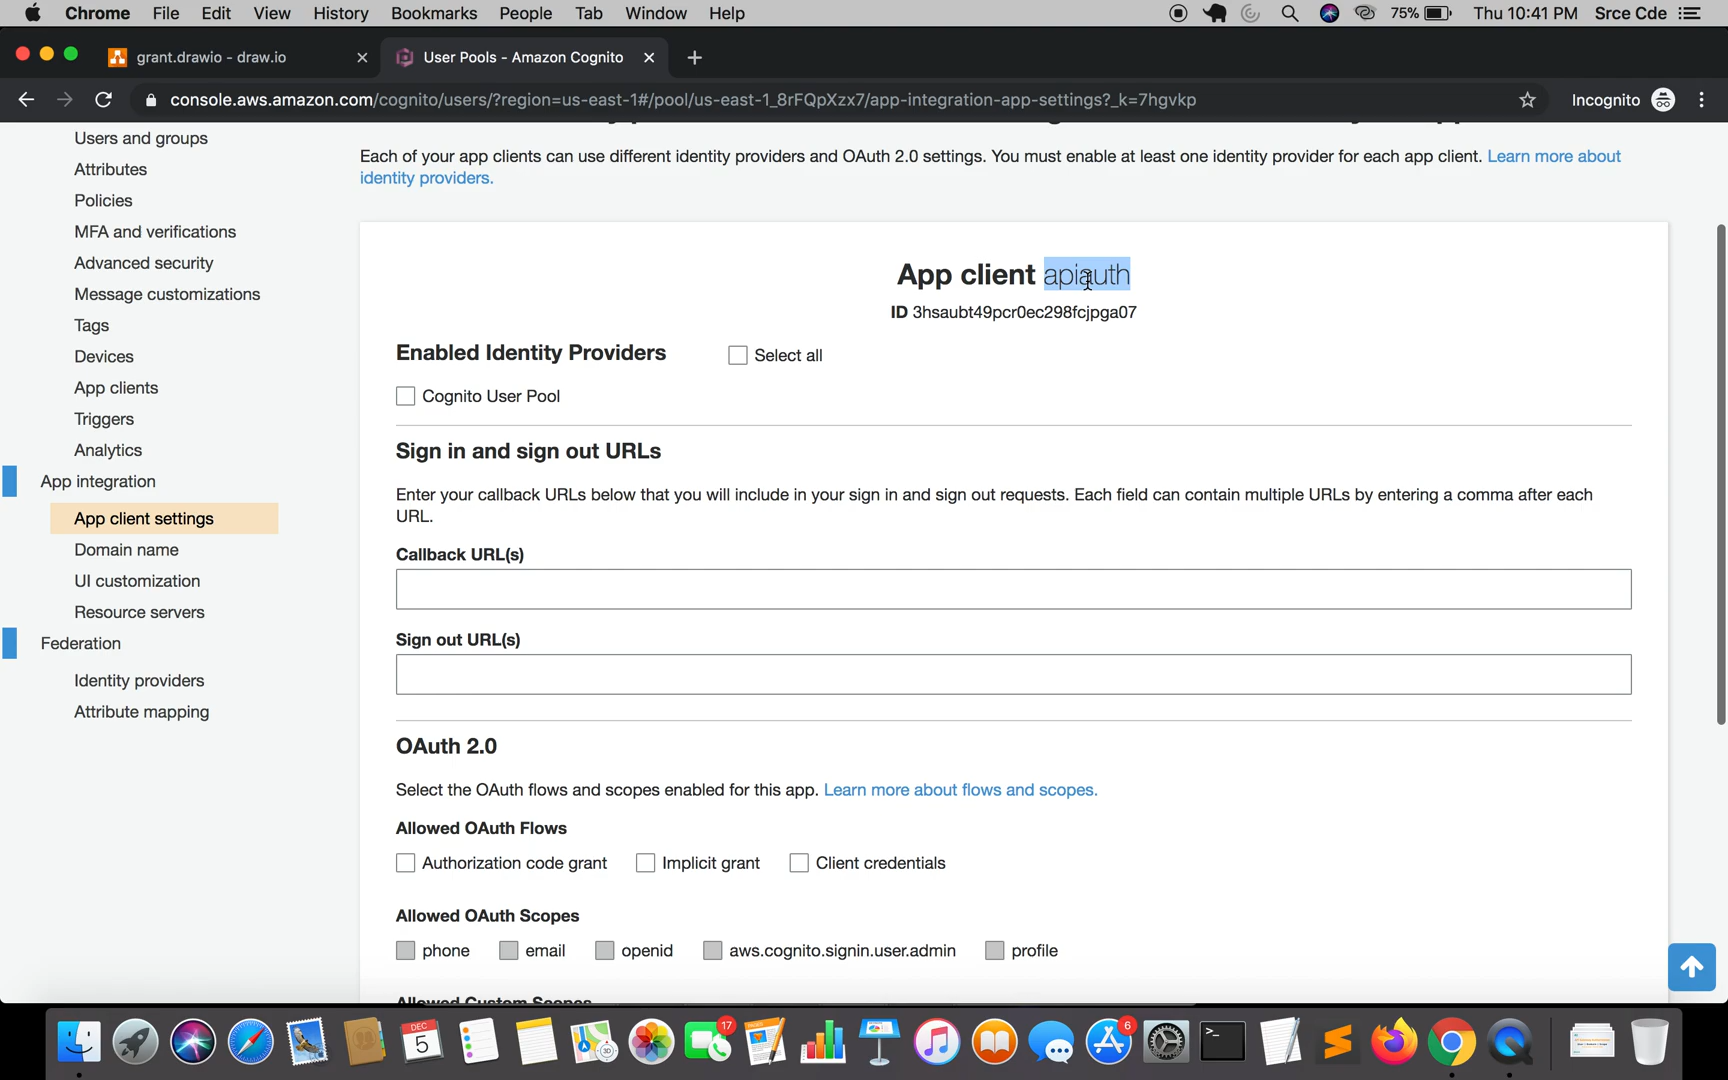 Chrome File Edit View History Bookmarks People Tab Window Help 75% Thu 10:41 PM Srce Cde
grant.drawio - draw.io User Pools - Amazon Cognito
console.aws.amazon.com/cognito/users/?region=us-east-1#/pool/us-east-1_8rFQpXzx7/app-integration-app-settings?_k=7hgvkp Incognito
Users and groups
Attributes
Policies
MFA and verifications
Advanced security
Message customizations
Tags
Devices
App clients
Triggers
Analytics
App integration
App client settings
Domain name
UI customization
Resource servers
Federation
Identity providers
Attribute mapping
Each of your app clients can use different identity providers and OAuth 2.0 settings. You must enable at least one identity provider for each app client. Learn more about
identity providers.
App client apiauth
ID 3hsaubt49pcr0ec298fcjpga07
Enabled Identity Providers Select all
Cognito User Pool
Sign in and sign out URLs
Enter your callback URLs below that you will include in your sign in and sign out requests. Each field can contain multiple URLs by entering a comma after each
URL.
Callback URL(s)
Sign out URL(s)
OAuth 2.0
Select the OAuth flows and scopes enabled for this app. Learn more about flows and scopes.
Allowed OAuth Flows
Authorization code grant Implicit grant Client credentials
Allowed OAuth Scopes
phone email openid aws.cognito.signin.user.admin profile
Allowed Custom Scopes
DEC
5
17
6